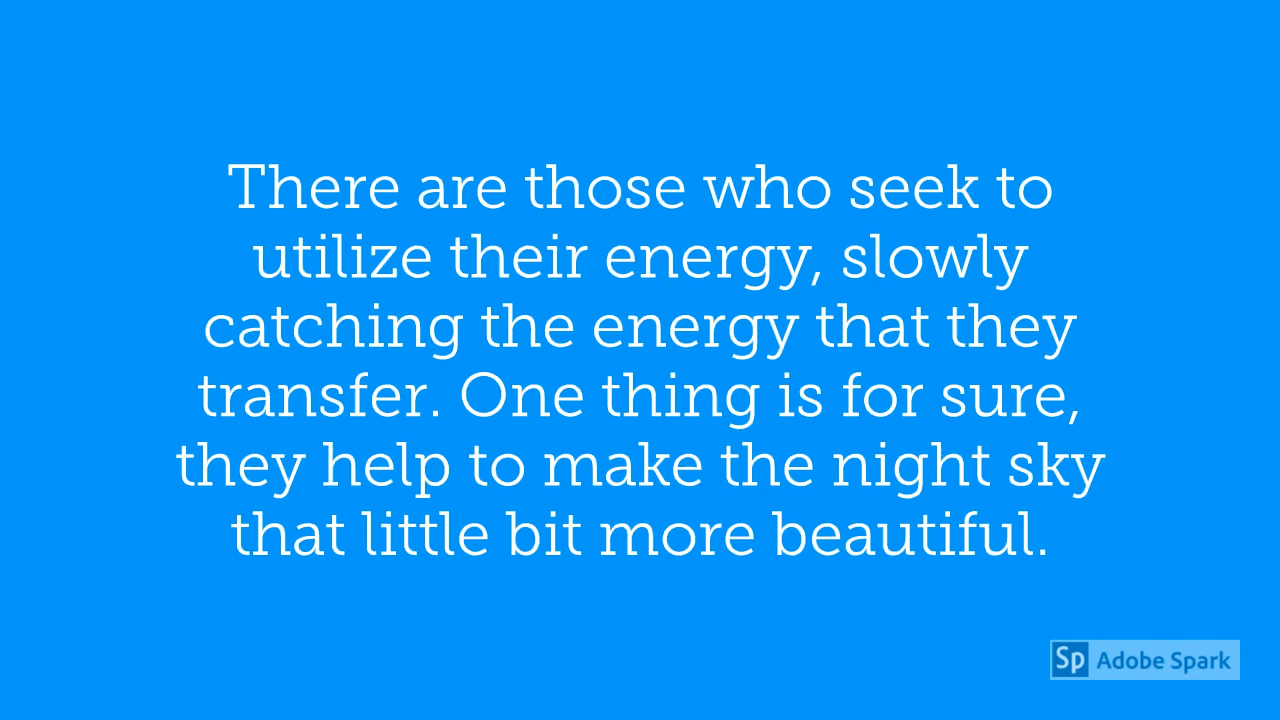 There are those who seek to
utilize their energy, slowly
catching the energy that they
transfer. One thing is for sure,
they help to make the night sky
that little bit more beautiful.
Sp Adobe Spark